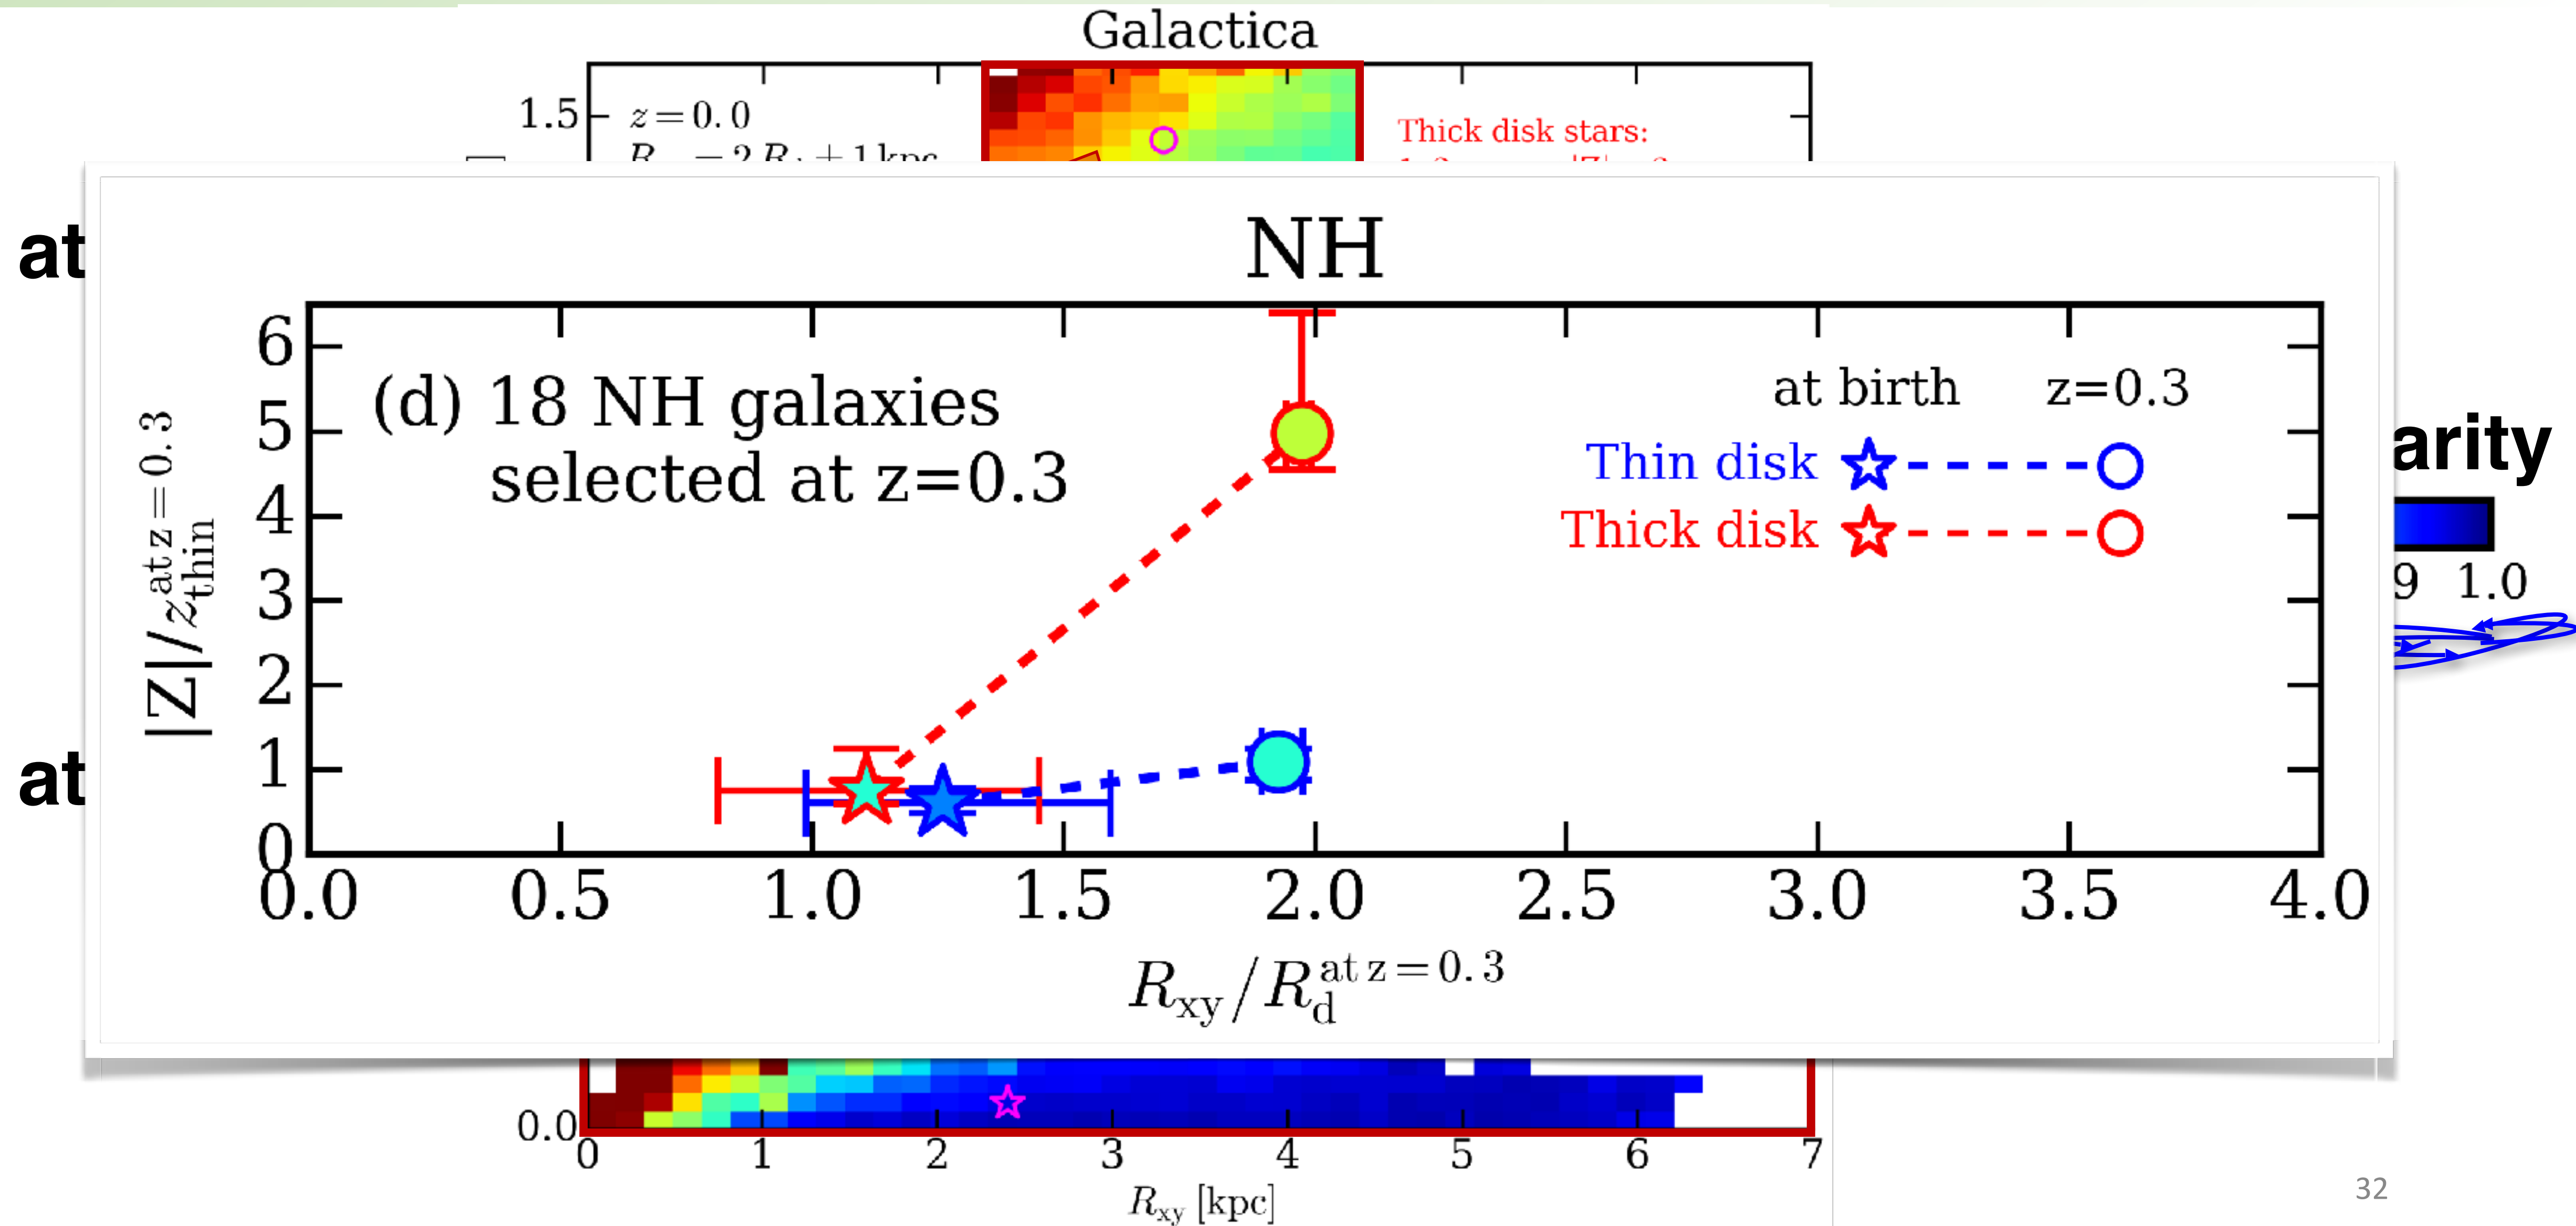 Galactica
1.5
z=0.0
Thick disk stars:
at
NH
6
5
4
3
2
1
0
|Z|/z_thin^{at z=0.3}
(d) 18 NH galaxies
selected at z=0.3
at birth z=0.3
Thin disk
Thick disk
arity
9 1.0
at
0.0 0.5 1.0 1.5 2.0 2.5 3.0 3.5 4.0
R_xy/R_d^{at z=0.3}
0.0
0 1 2 3 4 5 6 7
R_xy [kpc]
32